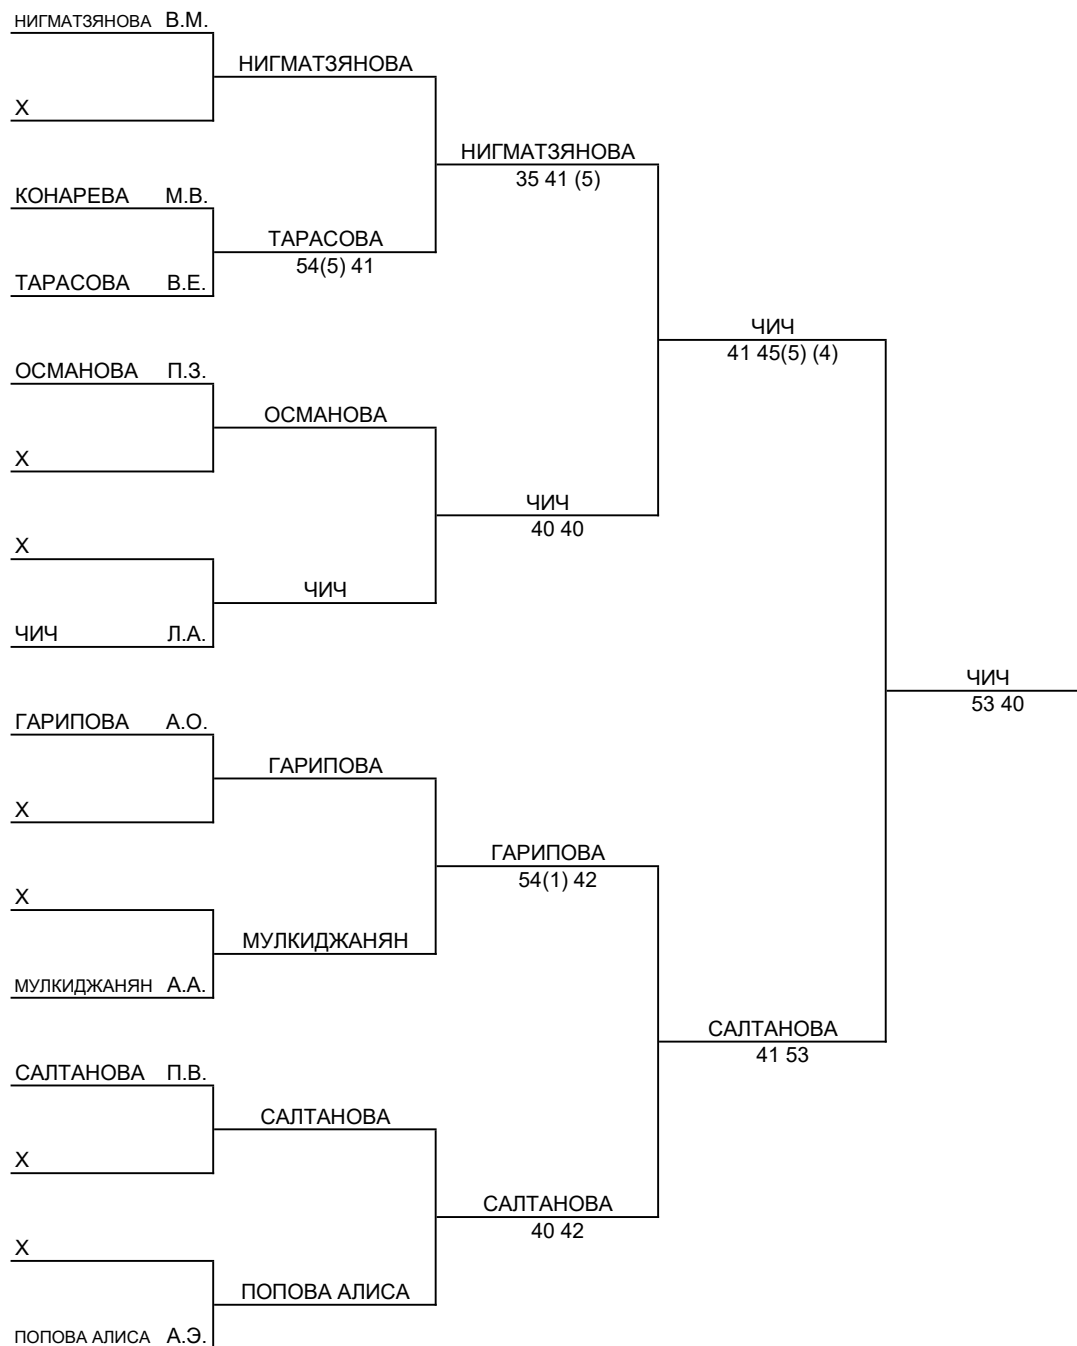 НИГМАТЗЯНОВА В.М.
НИГМАТЗЯНОВА
Х
НИГМАТЗЯНОВА
35 41 (5)
КОНАРЕВА М.В.
ТАРАСОВА
54(5) 41
ТАРАСОВА В.Е.
ЧИЧ
41 45(5) (4)
ОСМАНОВА П.З.
ОСМАНОВА
Х
ЧИЧ
40 40
Х
ЧИЧ
ЧИЧ Л.А.
ЧИЧ
53 40
ГАРИПОВА А.О.
ГАРИПОВА
Х
ГАРИПОВА
54(1) 42
Х
МУЛКИДЖАНЯН
МУЛКИДЖАНЯН А.А.
САЛТАНОВА
41 53
САЛТАНОВА П.В.
САЛТАНОВА
Х
САЛТАНОВА
40 42
Х
ПОПОВА АЛИСА
ПОПОВА АЛИСА А.Э.